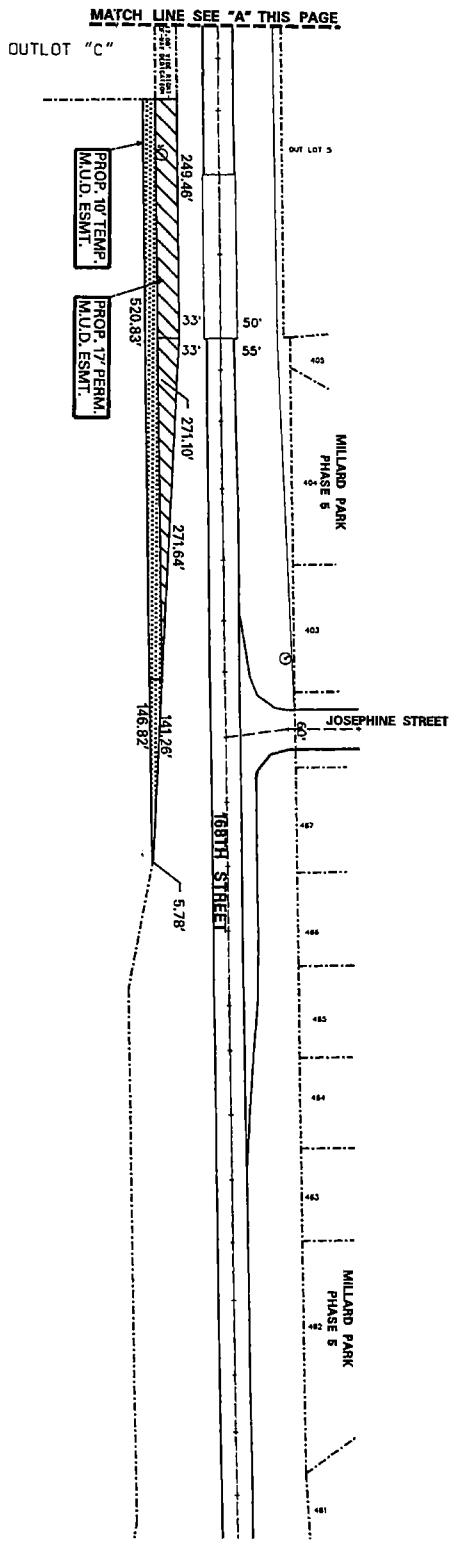 MATCH LINE SEE "A" THIS PAGE
OUTLOT "C"
OUT LOT 5
249.46'
PROP. 10' TEMP.
M.U.D. ESMT.
PROP. 17' PERM.
M.U.D. ESMT.
520.83'
33'
50'
33'
55'
405
271.10'
MILLARD PARK
PHASE 5
404
271.64'
403
146.82'
141.26'
JOSEPHINE STREET
60'
168TH STREET
467
5.78'
466
465
464
463
MILLARD PARK
PHASE 5
462
461